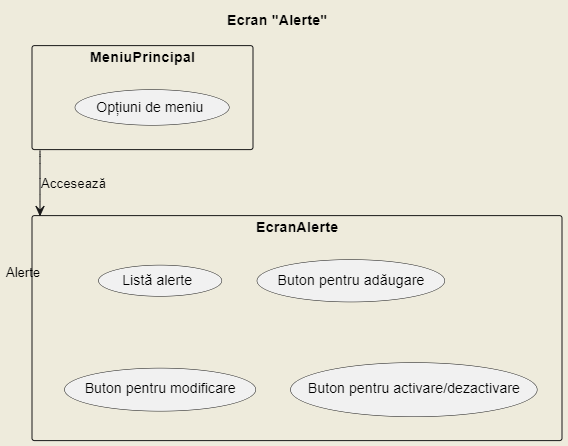 Ecran "Alerte"
MeniuPrincipal
Opțiuni de meniu
Accesează
EcranAlerte
Alerte
Listă alerte
Buton pentru adăugare
Buton pentru modificare
Buton pentru activare/dezactivare